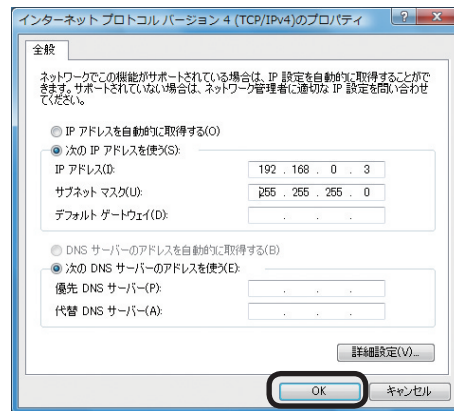 インターネット プロトコル バージョン 4 (TCP/IPv4)のプロパティ
全般
ネットワークでこの機能がサポートされている場合は、IP 設定を自動的に取得することがで
きます。サポートされていない場合は、ネットワーク管理者に適切な IP 設定を問い合わせ
てください。
IP アドレスを自動的に取得する(O)
次の IP アドレスを使う(S):
IP アドレス(I): 192 . 168 . 0 . 3
サブネット マスク(U): 255 . 255 . 255 . 0
デフォルト ゲートウェイ(D): . . .
DNS サーバーのアドレスを自動的に取得する(B)
次の DNS サーバーのアドレスを使う(E):
優先 DNS サーバー(P): . . .
代替 DNS サーバー(A): . . .
詳細設定(V)...
OK キャンセル